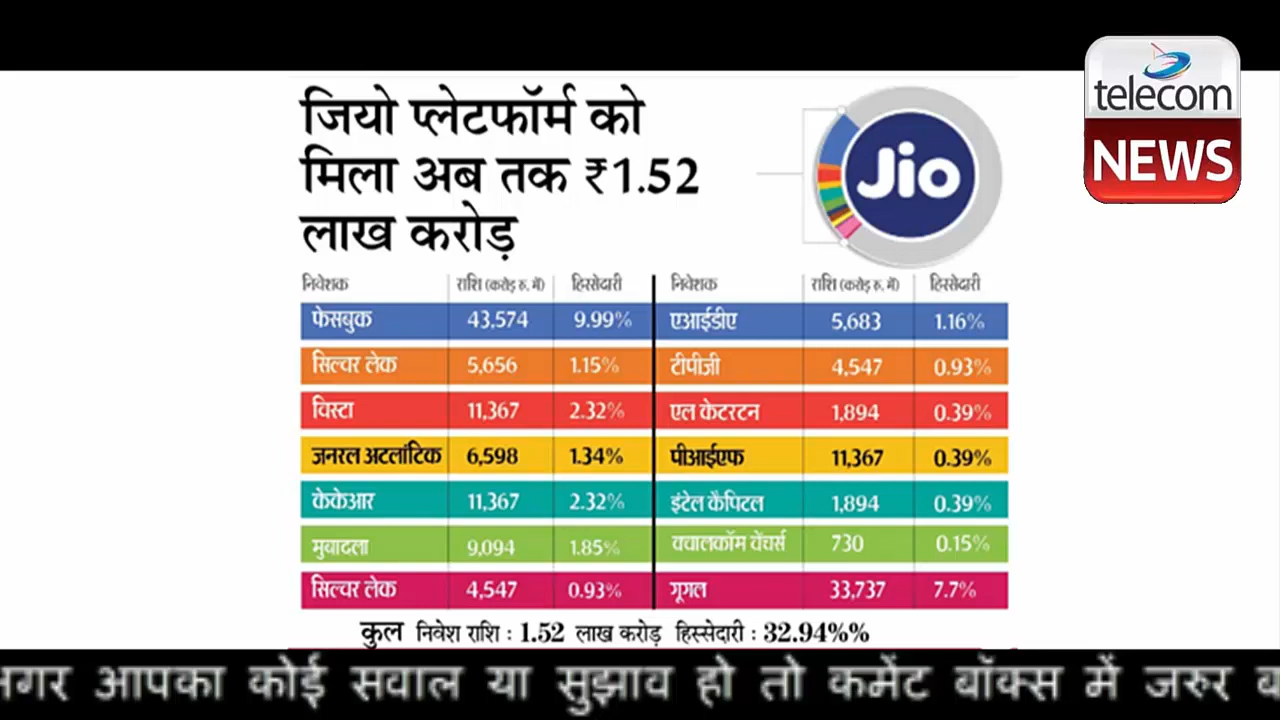 जियो प्लेटफॉर्म को
मिला अब तक ₹1.52
लाख करोड़
Jio
telecom
NEWS
निवेशक राशि (करोड़ रु. में) हिस्सेदारी निवेशक राशि (करोड़ रु. में) हिस्सेदारी
फेसबुक 43,574 9.99% एआईडीए 5,683 1.16%
सिल्वर लेक 5,656 1.15% टीपीजी 4,547 0.93%
विस्टा 11,367 2.32% एल केटरटन 1,894 0.39%
जनरल अटलांटिक 6,598 1.34% पीआईएफ 11,367 0.39%
केकेआर 11,367 2.32% इंटेल कैपिटल 1,894 0.39%
मुबादला 9,094 1.85% क्वालकॉम वेंचर्स 730 0.15%
सिल्वर लेक 4,547 0.93% गूगल 33,737 7.7%
कुल निवेश राशि : 1.52 लाख करोड़ हिस्सेदारी : 32.94%%
आपका कोई सवाल या सुझाव हो तो कमेंट बॉक्स में जरुर